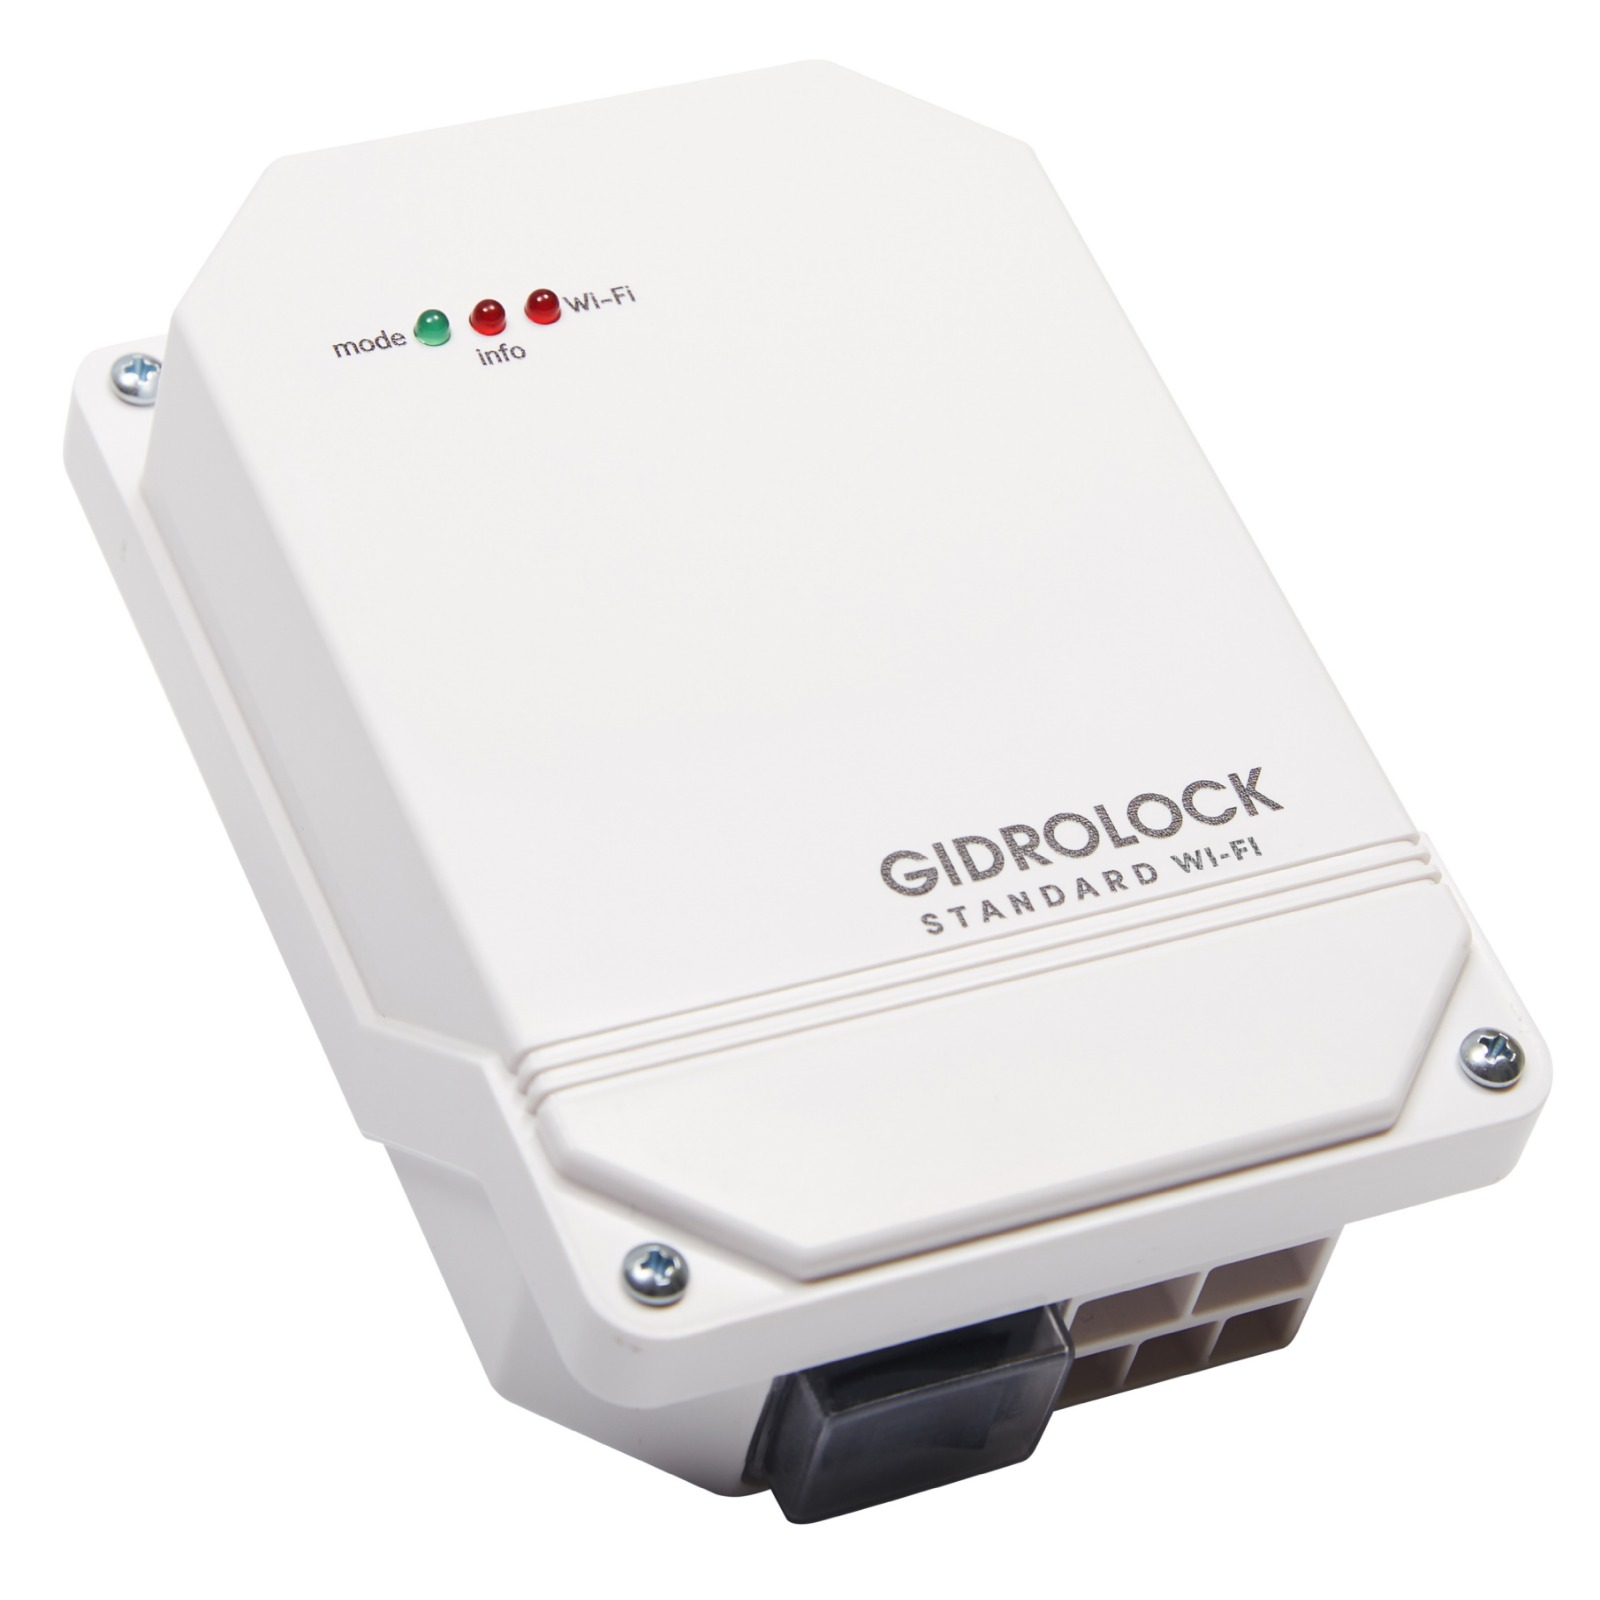 mode
info
Wi-Fi
GIDROLOCK
STANDARD WI-FI